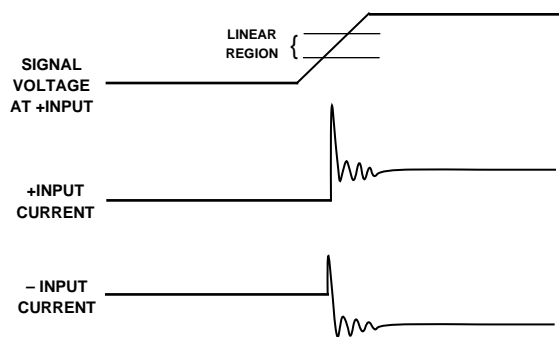 LINEAR
REGION
SIGNAL
VOLTAGE
AT +INPUT
+INPUT
CURRENT
– INPUT
CURRENT